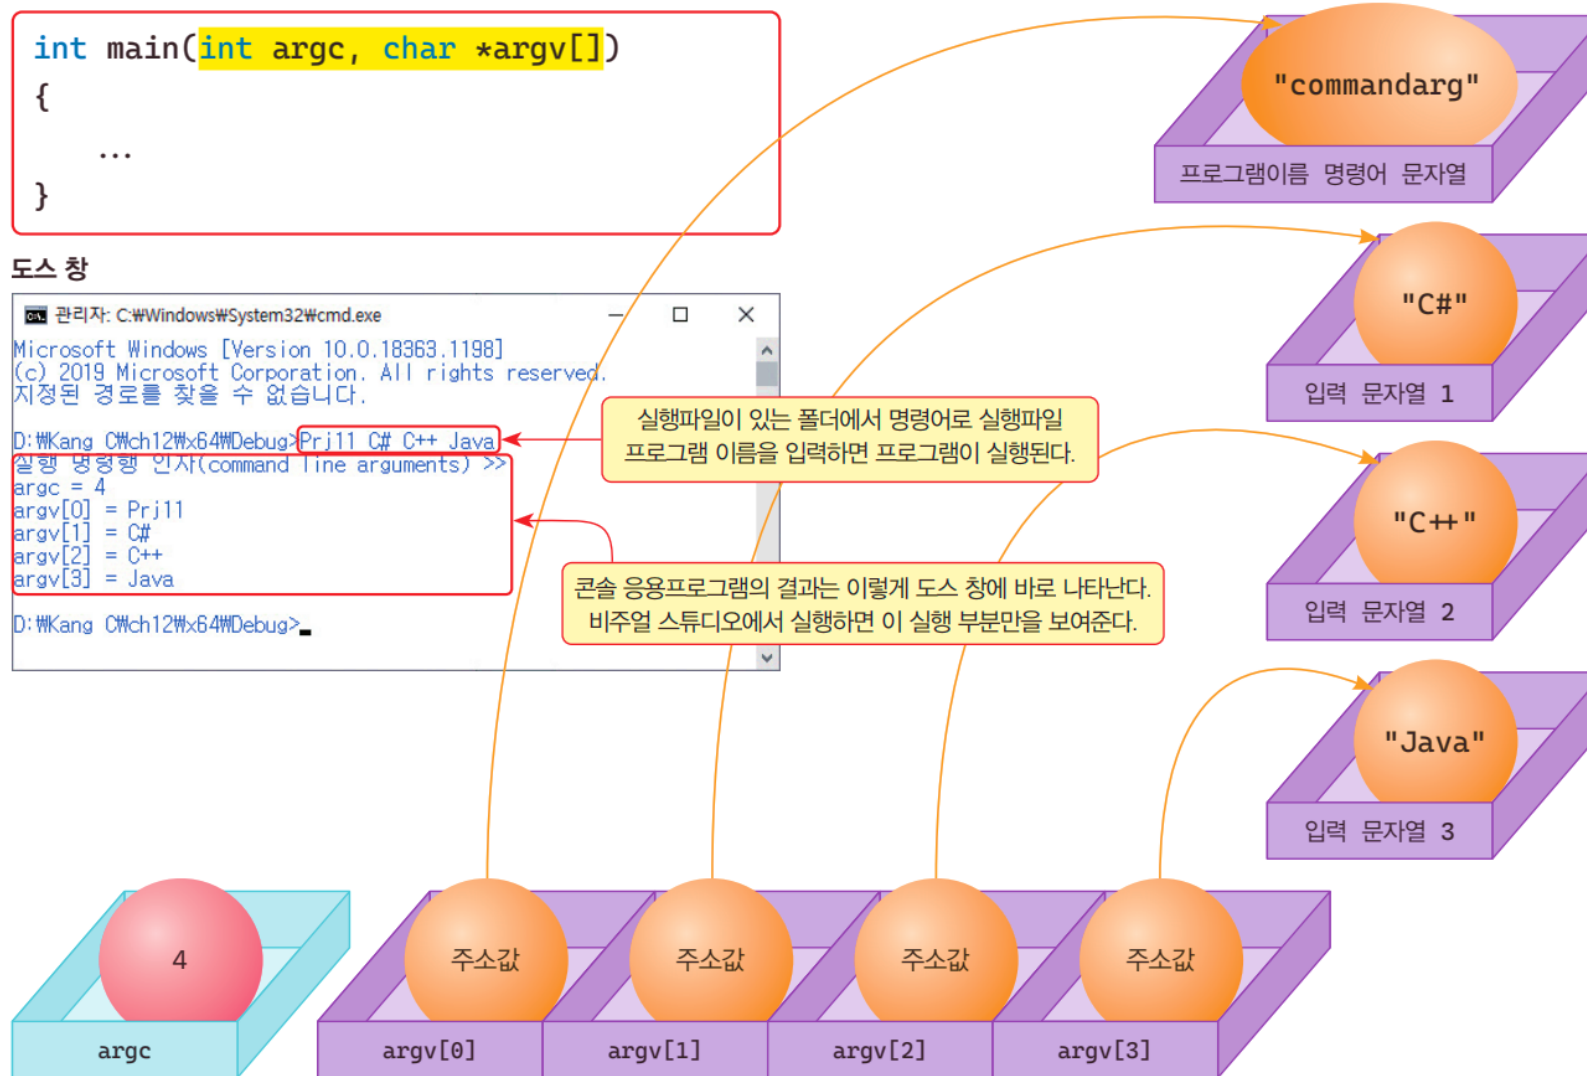 int main(int argc, char *argv[])
{
...
}
도스 창
관리자: C:₩Windows₩System32₩cmd.exe
Microsoft Windows [Version 10.0.18363.1198]
(c) 2019 Microsoft Corporation. All rights reserved.
지정된 경로를 찾을 수 없습니다.
D:₩Kang C₩ch12₩x64₩Debug>Prj11 C# C++ Java
실행 명령행 인자(command line arguments) >>
argc = 4
argv[0] = Prj11
argv[1] = C#
argv[2] = C++
argv[3] = Java
D:₩Kang C₩ch12₩x64₩Debug>
실행파일이 있는 폴더에서 명령어로 실행파일
프로그램 이름을 입력하면 프로그램이 실행된다.
콘솔 응용프로그램의 결과는 이렇게 도스 창에 바로 나타난다.
비주얼 스튜디오에서 실행하면 이 실행 부분만을 보여준다.
"commandarg"
프로그램이름 명령어 문자열
"C#"
입력 문자열 1
"C++"
입력 문자열 2
"Java"
입력 문자열 3
4
argc
주소값
argv[0]
주소값
argv[1]
주소값
argv[2]
주소값
argv[3]